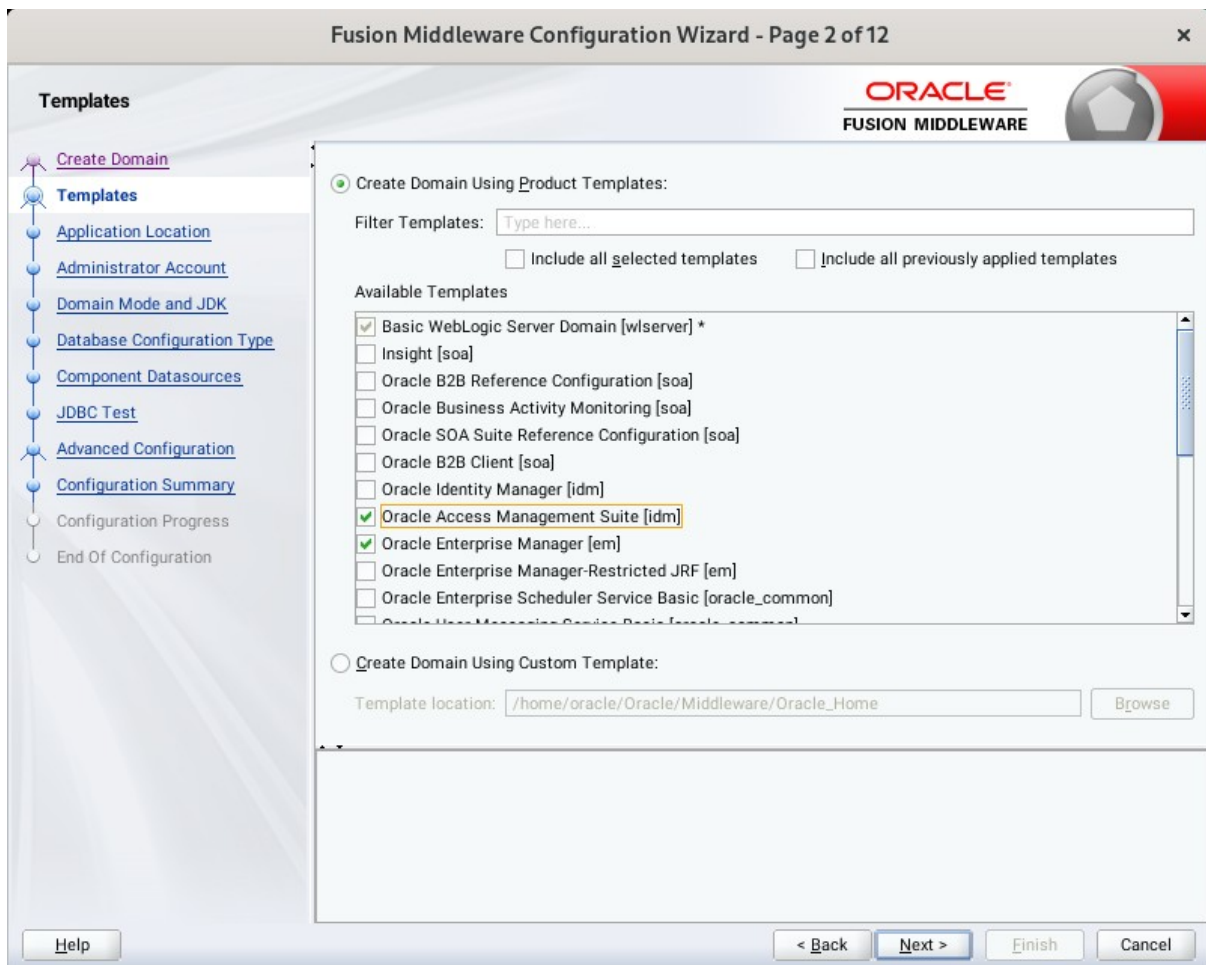 Fusion Middleware Configuration Wizard - Page 2 of 12
Templates
ORACLE
FUSION MIDDLEWARE
Create Domain
Templates
Application Location
Administrator Account
Domain Mode and JDK
Database Configuration Type
Component Datasources
JDBC Test
Advanced Configuration
Configuration Summary
Configuration Progress
End Of Configuration
Create Domain Using Product Templates:
Filter Templates: Type here...
Include all selected templates Include all previously applied templates
Available Templates
Basic WebLogic Server Domain [wlserver] *
Insight [soa]
Oracle B2B Reference Configuration [soa]
Oracle Business Activity Monitoring [soa]
Oracle SOA Suite Reference Configuration [soa]
Oracle B2B Client [soa]
Oracle Identity Manager [idm]
Oracle Access Management Suite [idm]
Oracle Enterprise Manager [em]
Oracle Enterprise Manager-Restricted JRF [em]
Oracle Enterprise Scheduler Service Basic [oracle_common]
Oracle User Messaging Service Basic [oracle_common]
Create Domain Using Custom Template:
Template location: /home/oracle/Oracle/Middleware/Oracle_Home Browse
Help < Back Next > Finish Cancel